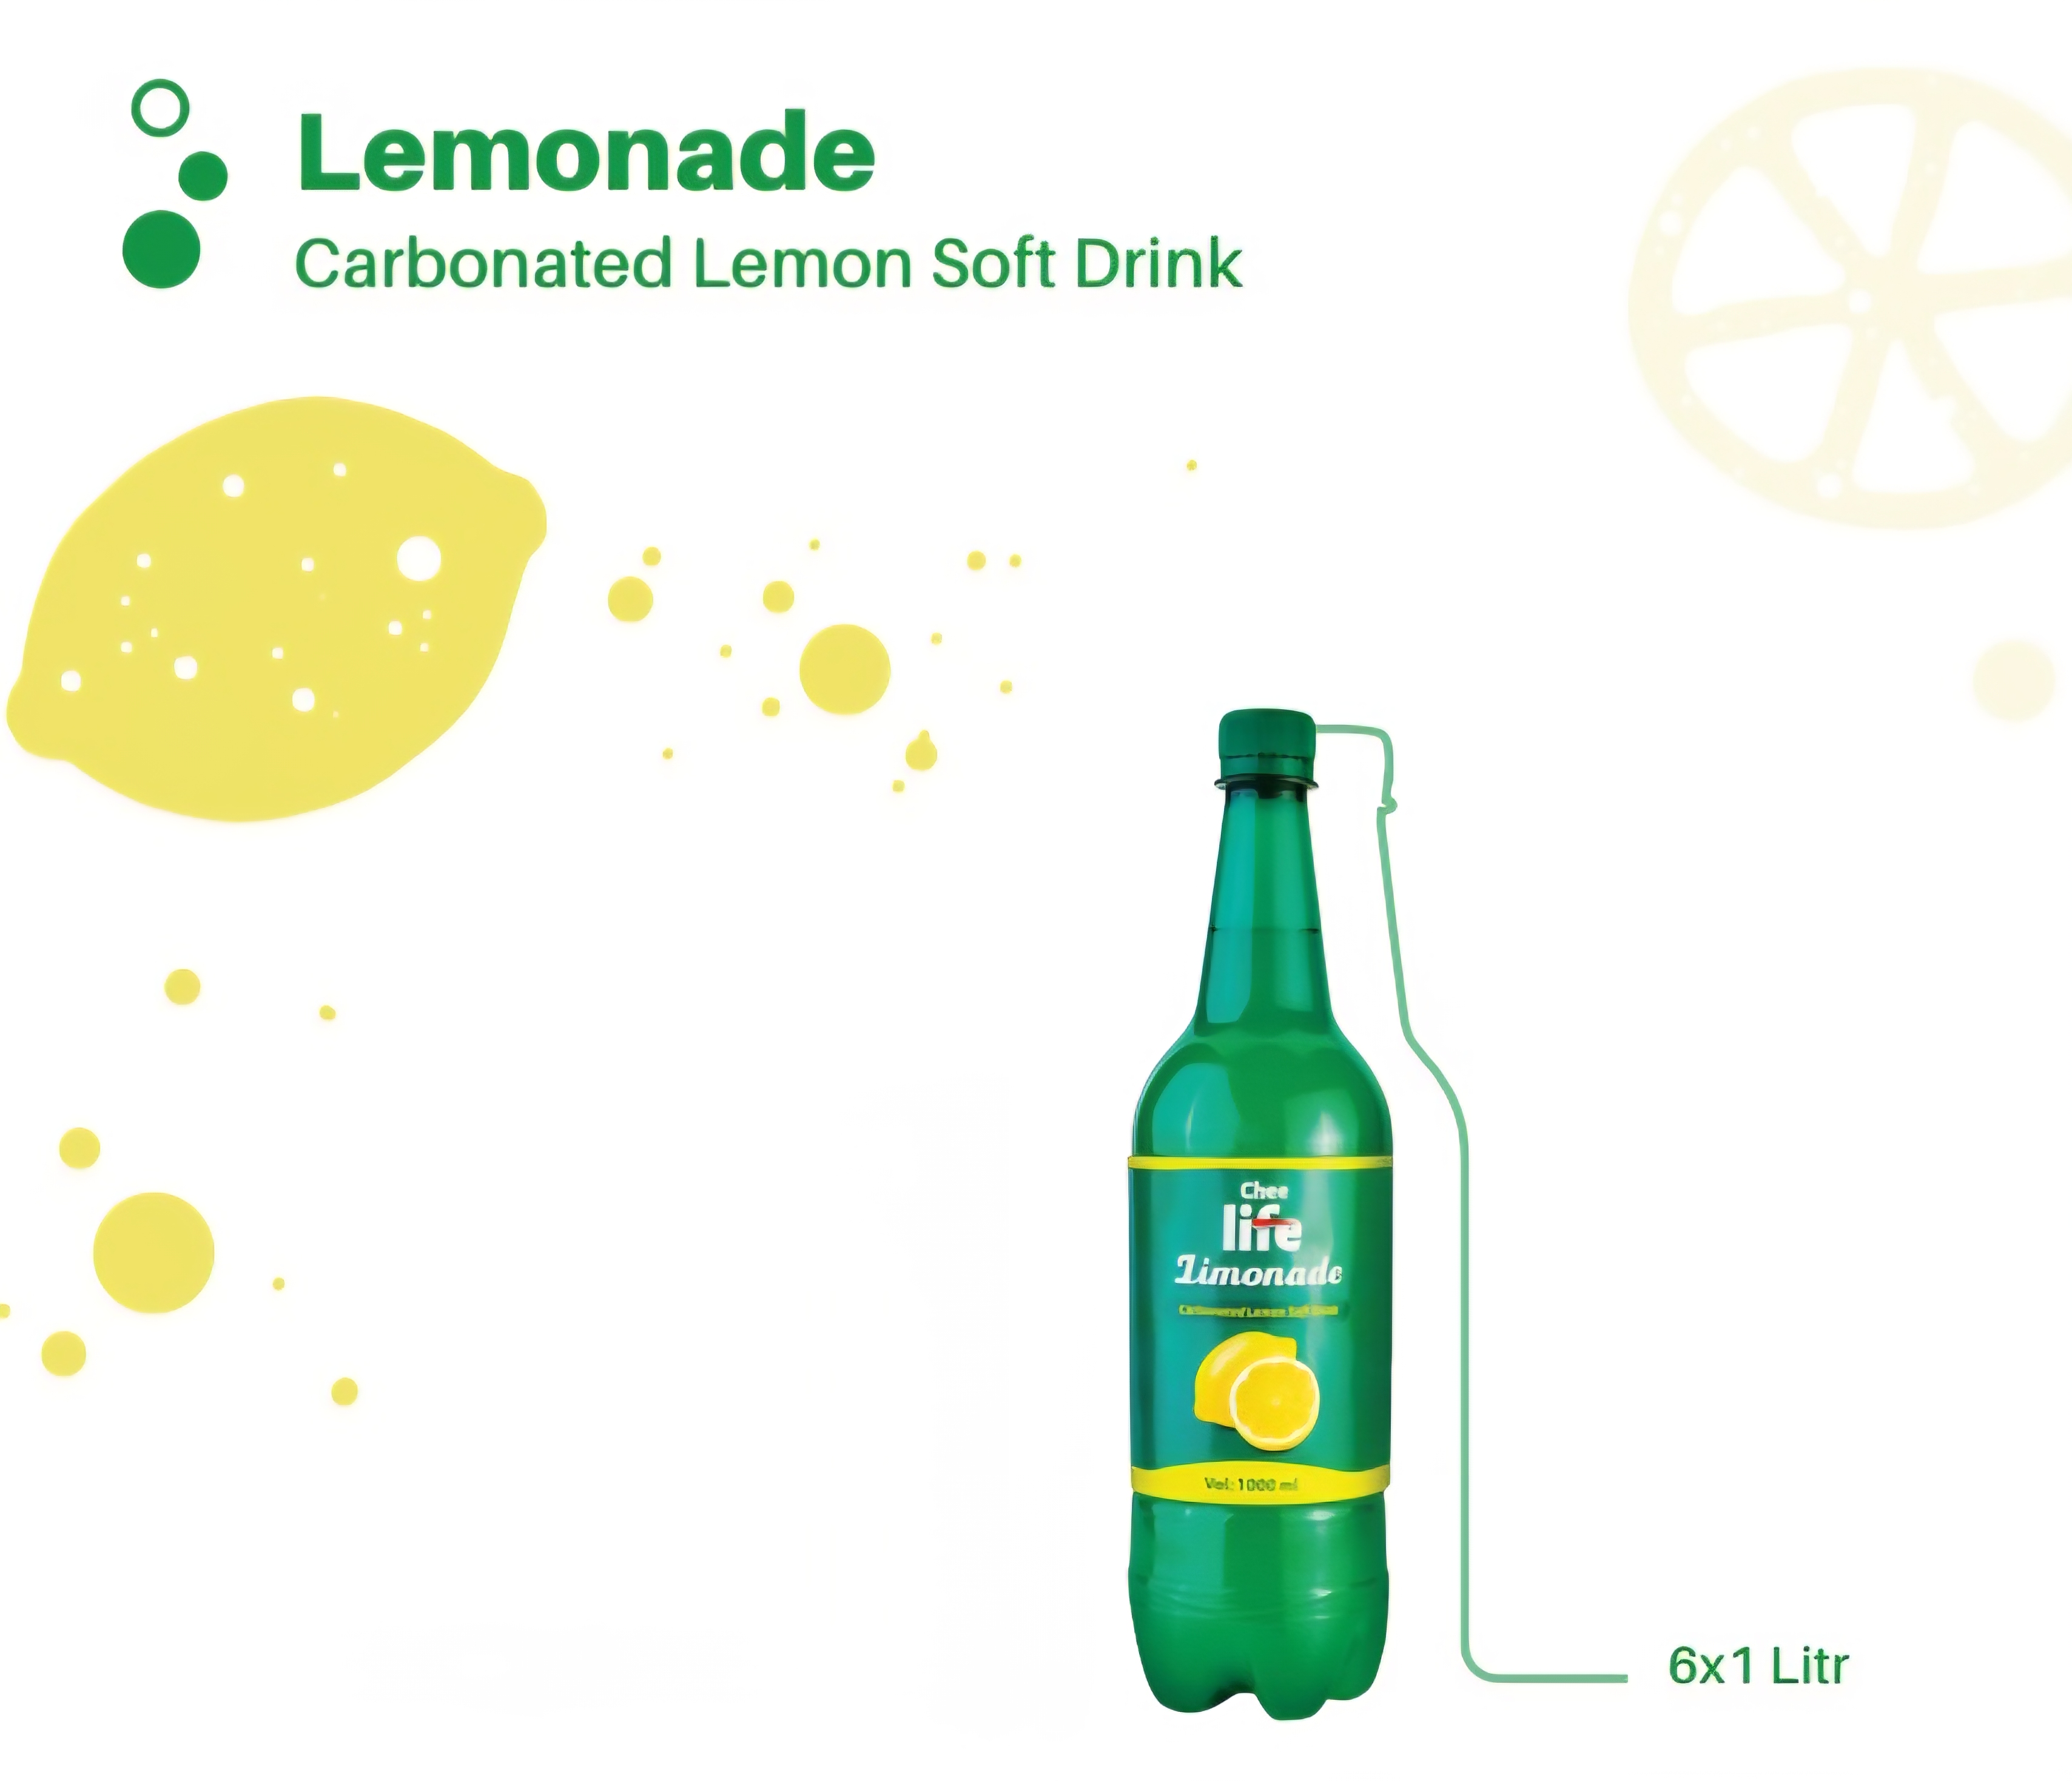 Lemonade
Carbonated Lemon Soft Drink
Chee
life
Limonade
Vol: 1000 ml
6x1 Litr